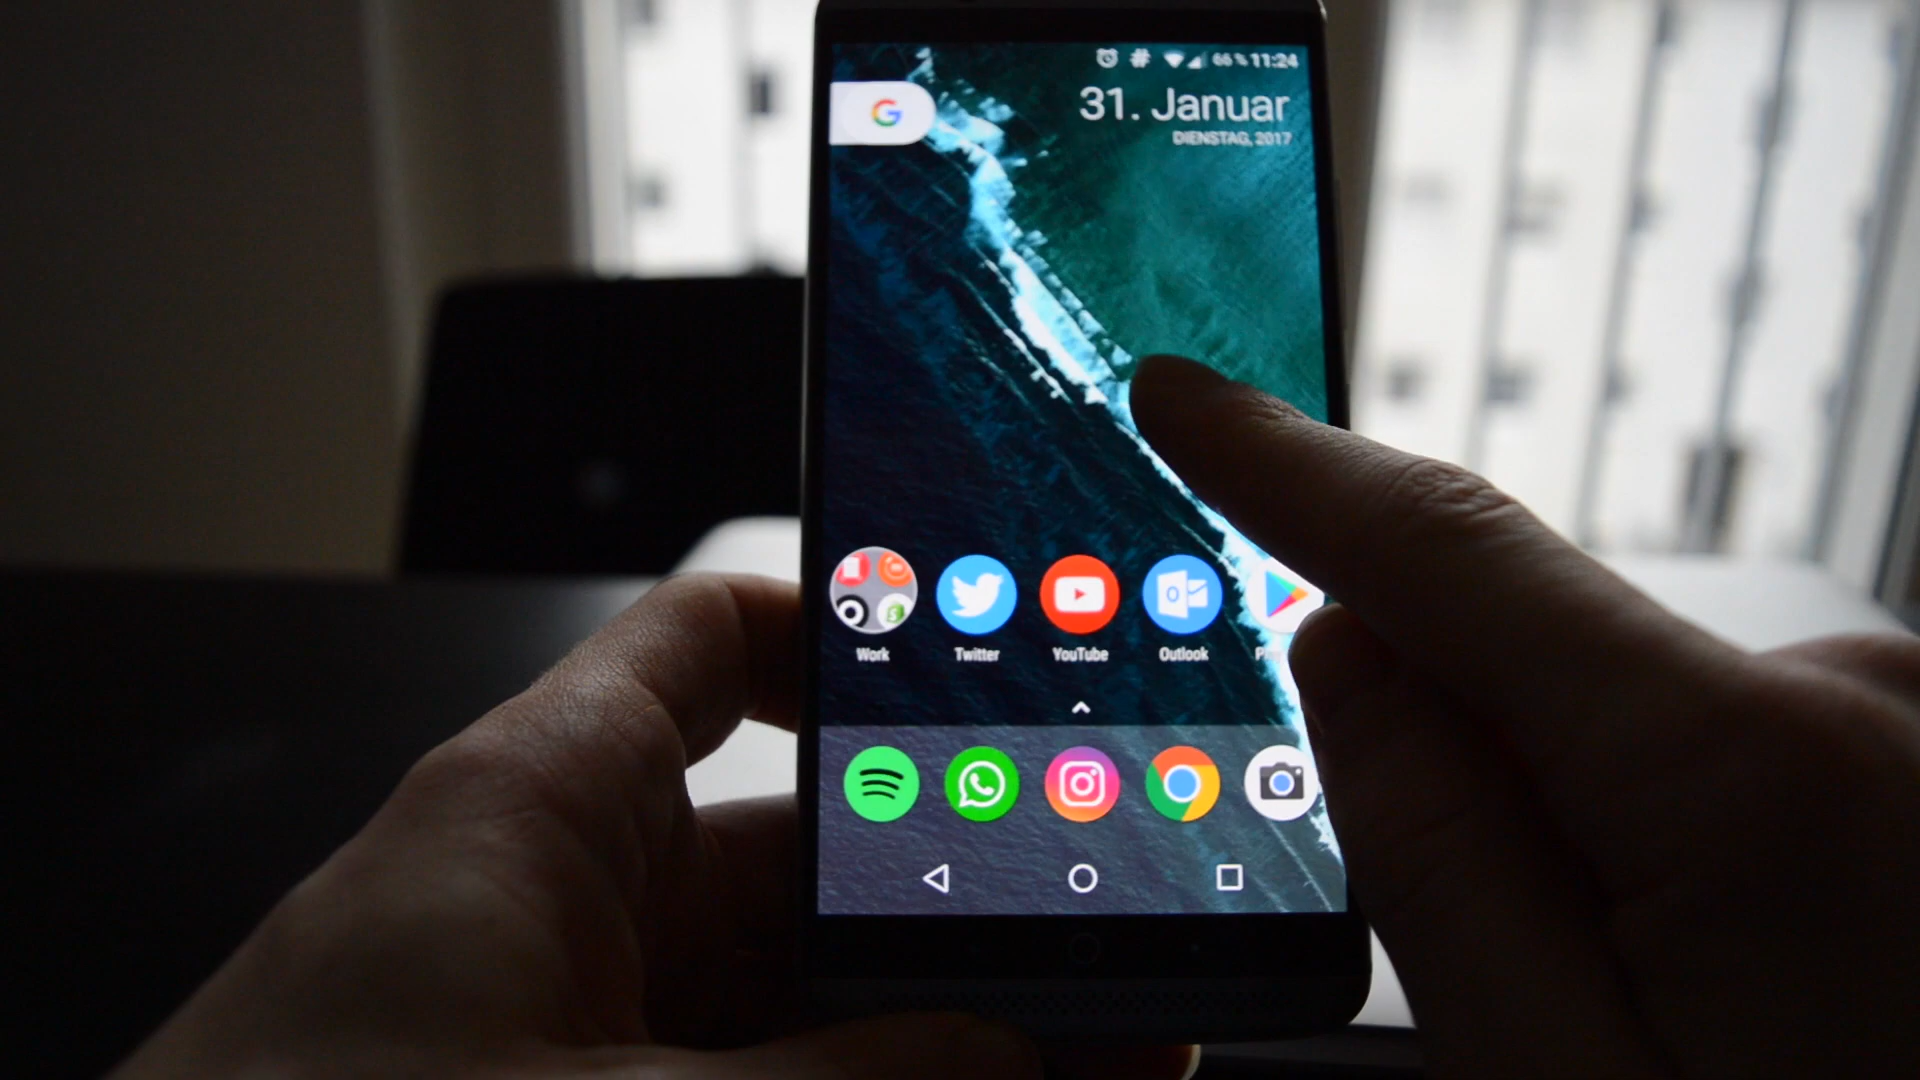 66 % 11:24
G
31. Januar
DIENSTAG, 2017
Work Twitter YouTube Outlook